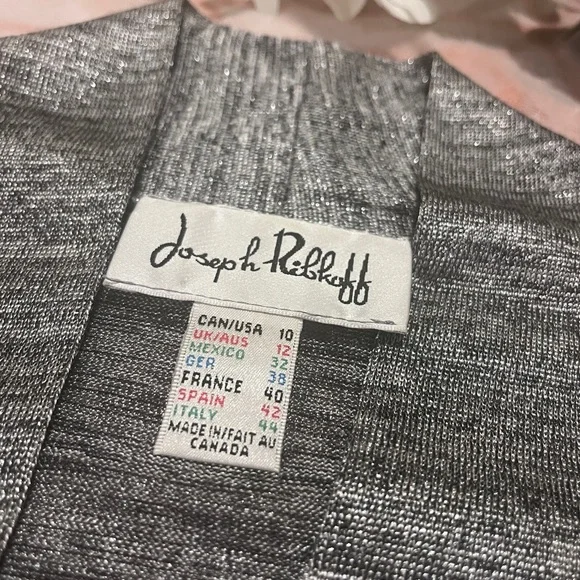 Joseph Ribkoff
CAN/USA 10
UK/AUS 12
MEXICO 32
GER 38
FRANCE 40
SPAIN 42
ITALY 44
MADE IN/FAIT AU
CANADA